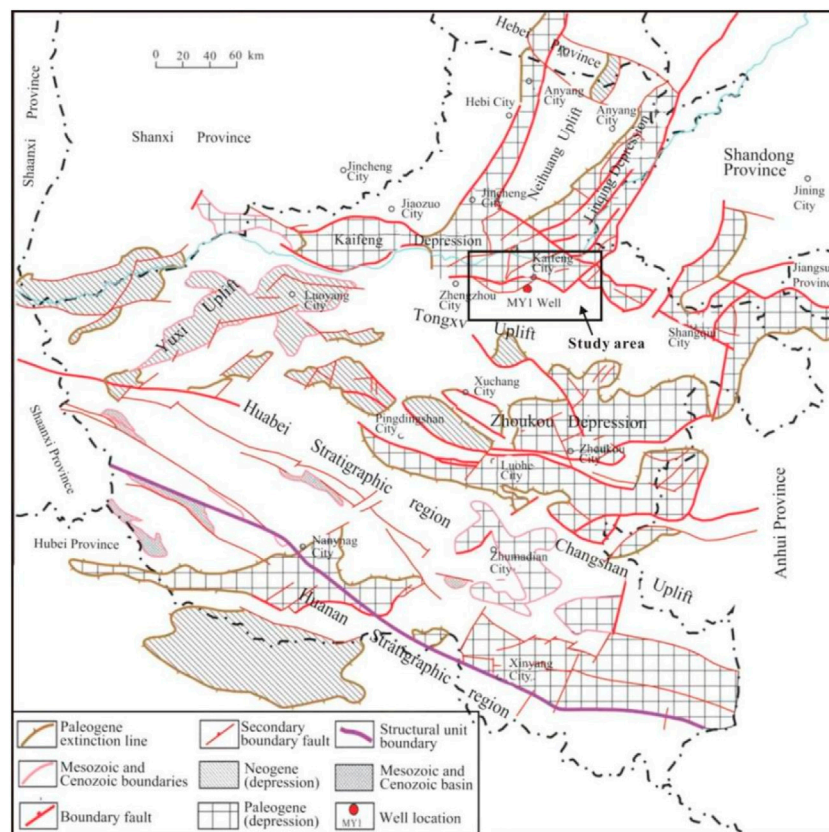 Hebei
Province
0 20 40 60 km
Anyang
City
Hebi City
Anyang
City
Shaanxi Province
Shanxi Province
Neihuang Uplift
Linqing Depression
Shandong
Province
Jining
City
Jincheng
City
Jiaozuo
City
Jincheng
City
Kaifeng Depression
Kaifeng
City
MY1 Well
Zhengzhou
City
Jiangsu
Province
Luoyang
City
Yuxi Uplift
Tongxv Uplift
Study area
Shangqiu
City
Xuchang
City
Huabei Stratigraphic region
Pingdingshan
City
Zhoukou Depression
Zhoukou
City
Luohe
City
Shaanxi Province
Anhui Province
Hubei Province
Nanynag
City
Zhumadian
City
Changshan Uplift
Huanan Stratigraphic region
Xinyang
City
Paleogene
extinction line
Secondary
boundary fault
Structural unit
boundary
Mesozoic and
Cenozoic boundaries
Neogene
(depression)
Mesozoic and
Cenozoic basin
Boundary fault
Paleogene
(depression)
MY1
Well location